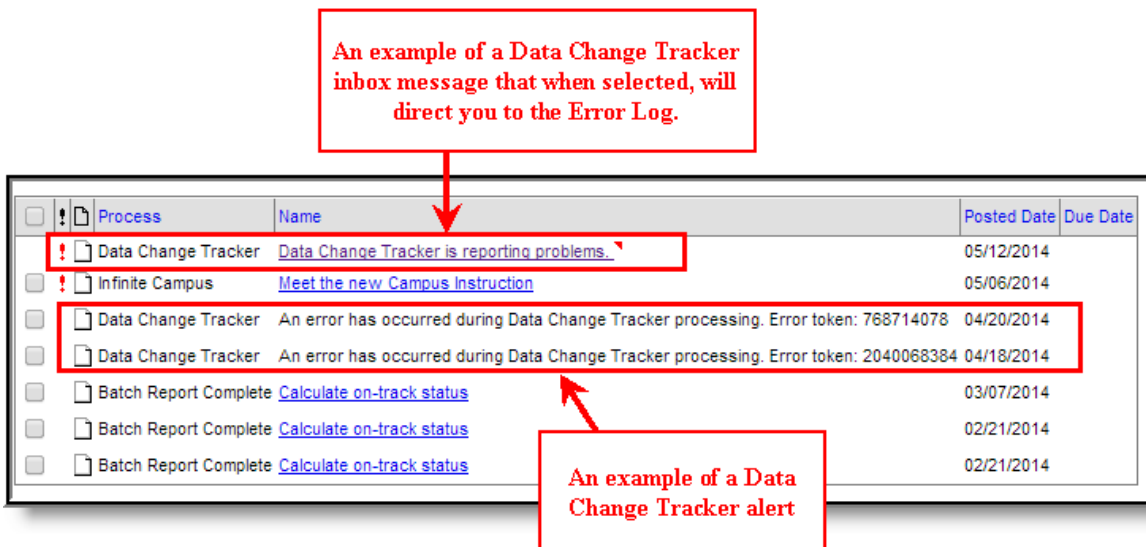 An example of a Data Change Tracker
inbox message that when selected, will
direct you to the Error Log.
Process Name Posted Date Due Date
Data Change Tracker Data Change Tracker is reporting problems. 05/12/2014
Infinite Campus Meet the new Campus Instruction 05/06/2014
Data Change Tracker An error has occurred during Data Change Tracker processing. Error token: 768714078 04/20/2014
Data Change Tracker An error has occurred during Data Change Tracker processing. Error token: 2040068384 04/18/2014
Batch Report Complete Calculate on-track status 03/07/2014
Batch Report Complete Calculate on-track status 02/21/2014
Batch Report Complete Calculate on-track status 02/21/2014
An example of a Data
Change Tracker alert